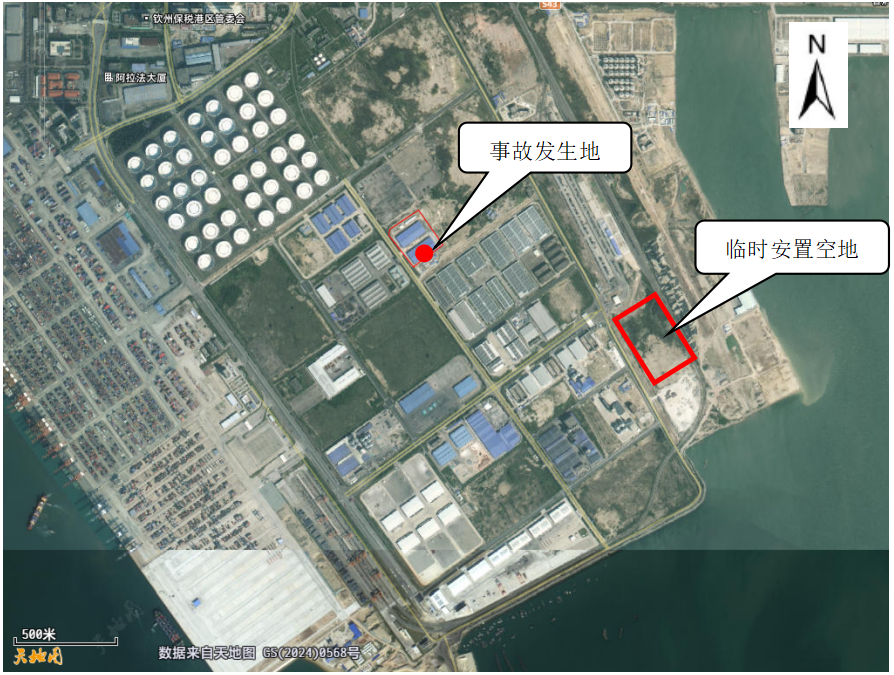 S43
钦州保税港区管委会
N
阿拉法大厦
事故发生地
临时安置空地
500米
天地图
数据来自天地图 GS(2024)0568号